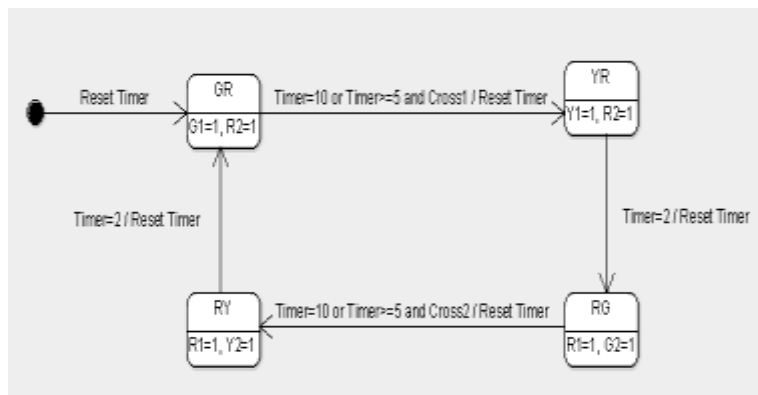 Reset Timer
GR
G1=1, R2=1
Timer=10 or Timer>=5 and Cross1 / Reset Timer
YR
Y1=1, R2=1
Timer=2 / Reset Timer
Timer=2 / Reset Timer
RY
R1=1, Y2=1
Timer=10 or Timer>=5 and Cross2 / Reset Timer
RG
R1=1, G2=1